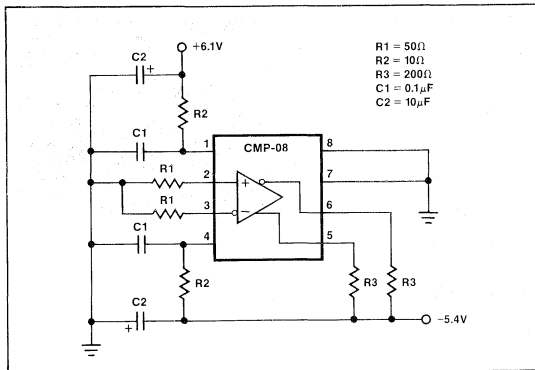 +6.1V
C2
+
R2
R1 = 50Ω
R2 = 10Ω
R3 = 200Ω
C1 = 0.1μF
C2 = 10μF
C1
1
CMP-08
8
R1
2
+
7
R1
3
−
6
C1
4
5
R2
R3
R3
C2
+
−5.4V